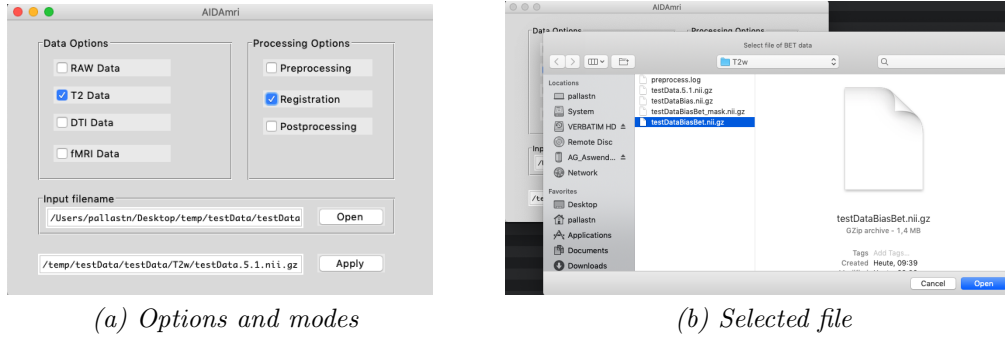 AIDAmri
Data Options
RAW Data
T2 Data
DTI Data
fMRI Data
Processing Options
Preprocessing
Registration
Postprocessing
Input filename
/Users/pallastn/Desktop/temp/testData/testData
Open
/temp/testData/testData/T2w/testData.5.1.nii.gz
Apply
(a) Options and modes
AIDAmri
Data Options
Processing Options
Select file of BET data
T2w
Locations
pallastn
System
VERBATIM HD
Remote Disc
AG_Aswend...
Network
Favorites
Desktop
pallastn
Applications
Documents
Downloads
preprocess.log
testData.5.1.nii.gz
testDataBias.nii.gz
testDataBiasBet_mask.nii.gz
testDataBiasBet.nii.gz
testDataBiasBet.nii.gz
GZip archive - 1,4 MB
Tags Add Tags...
Created Heute, 09:39
Cancel
Open
(b) Selected file